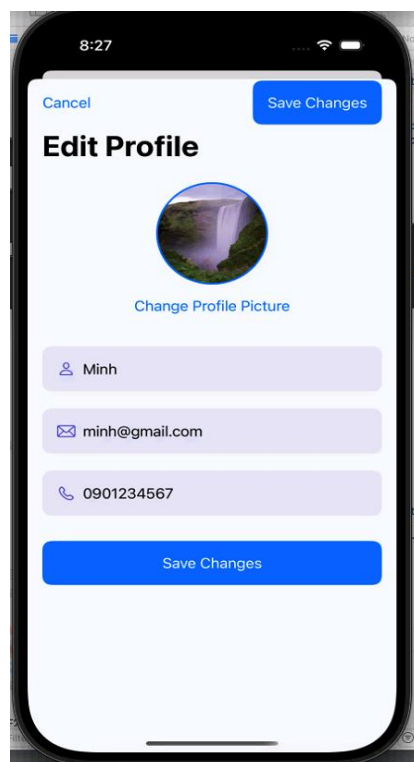 8:27
Cancel
Save Changes
Edit Profile
Change Profile Picture
Minh
minh@gmail.com
0901234567
Save Changes